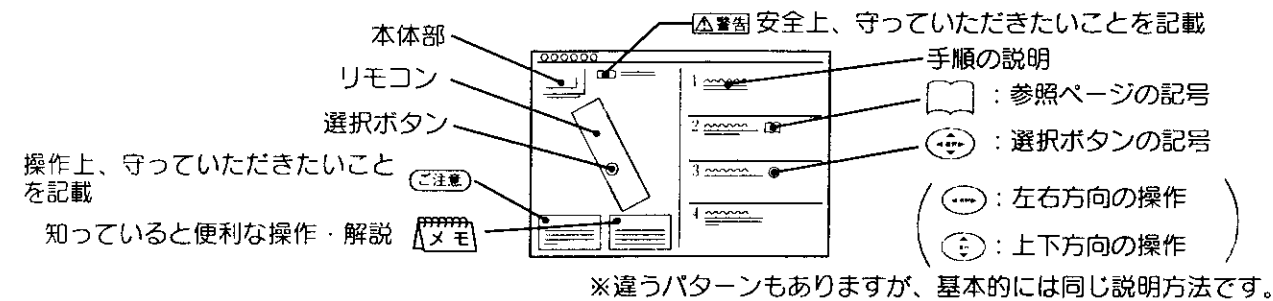 本体部
リモコン
選択ボタン
操作上、守っていただきたいこと
を記載
ご注意
知っていると便利な操作・解説
メモ
警告 安全上、守っていただきたいことを記載
手順の説明
：参照ページの記号
：選択ボタンの記号
：左右方向の操作
：上下方向の操作
1
2
3
4
※違うパターンもありますが、基本的には同じ説明方法です。